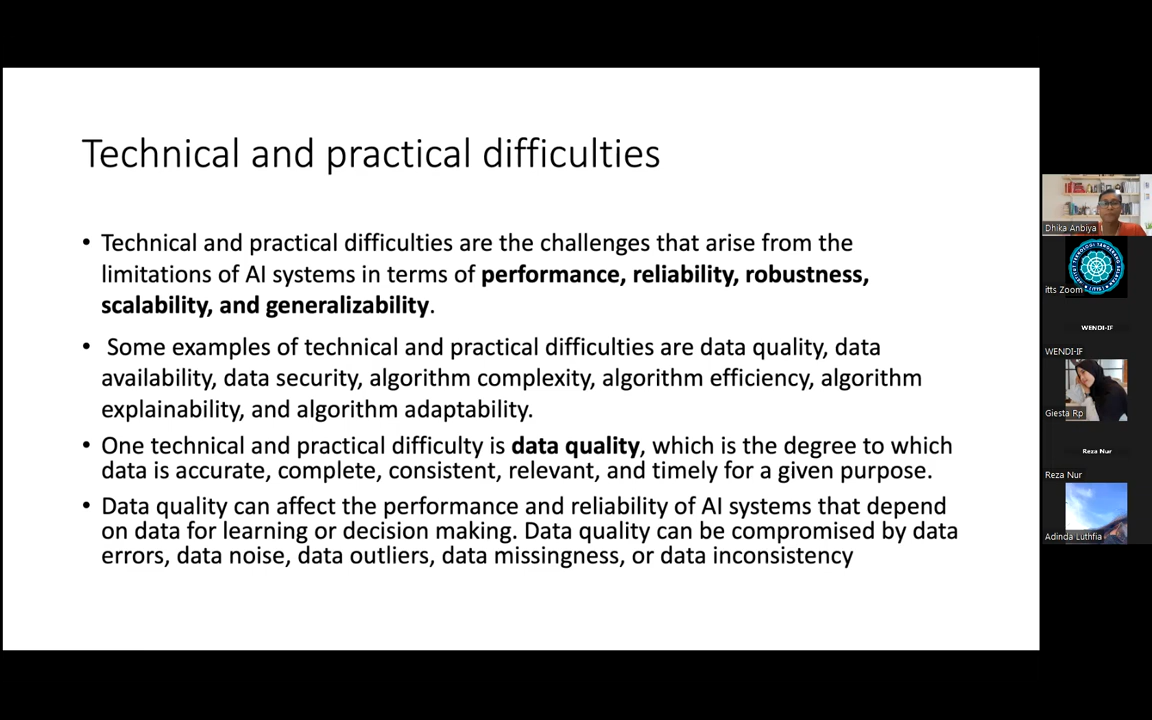 Technical and practical difficulties
• Technical and practical difficulties are the challenges that arise from the
limitations of AI systems in terms of performance, reliability, robustness,
scalability, and generalizability.
• Some examples of technical and practical difficulties are data quality, data
availability, data security, algorithm complexity, algorithm efficiency, algorithm
explainability, and algorithm adaptability.
• One technical and practical difficulty is data quality, which is the degree to which
data is accurate, complete, consistent, relevant, and timely for a given purpose.
• Data quality can affect the performance and reliability of AI systems that depend
on data for learning or decision making. Data quality can be compromised by data
errors, data noise, data outliers, data missingness, or data inconsistency
Dhika Anbiya
itts Zoom
WENDI-IF
WENDI-IF
Giesta Rp
Reza Nur
Reza Nur
Adinda Luthfia